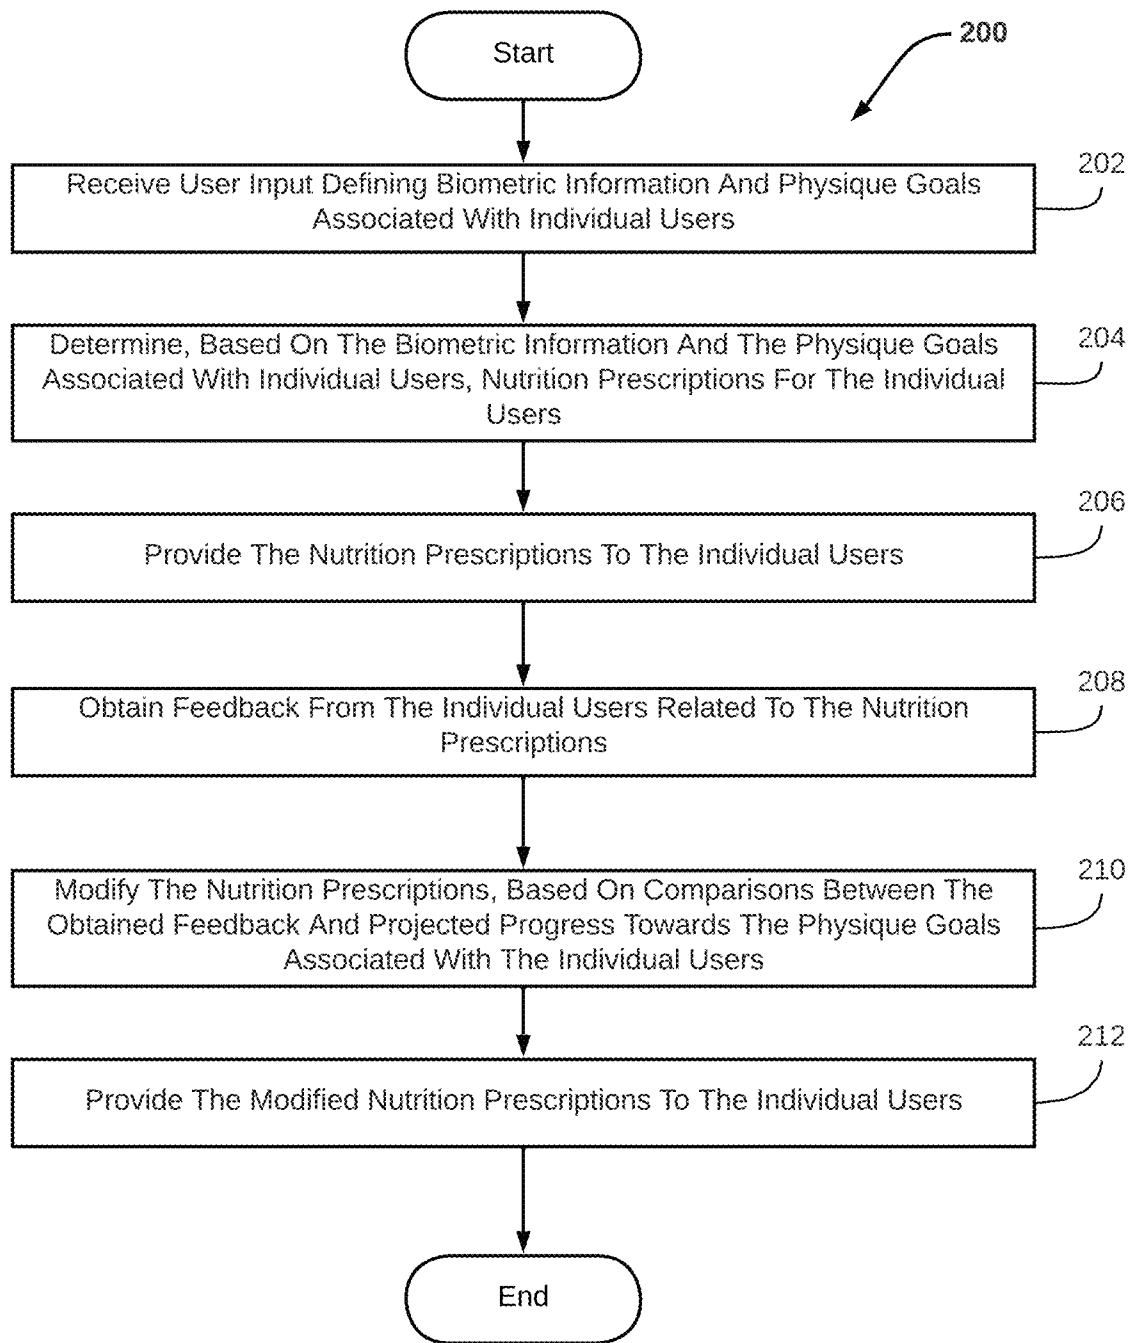 Start
200
Receive User Input Defining Biometric Information And Physique Goals
Associated With Individual Users
202
Determine, Based On The Biometric Information And The Physique Goals
Associated With Individual Users, Nutrition Prescriptions For The Individual
Users
204
Provide The Nutrition Prescriptions To The Individual Users
206
Obtain Feedback From The Individual Users Related To The Nutrition
Prescriptions
208
Modify The Nutrition Prescriptions, Based On Comparisons Between The
Obtained Feedback And Projected Progress Towards The Physique Goals
Associated With The Individual Users
210
Provide The Modified Nutrition Prescriptions To The Individual Users
212
End